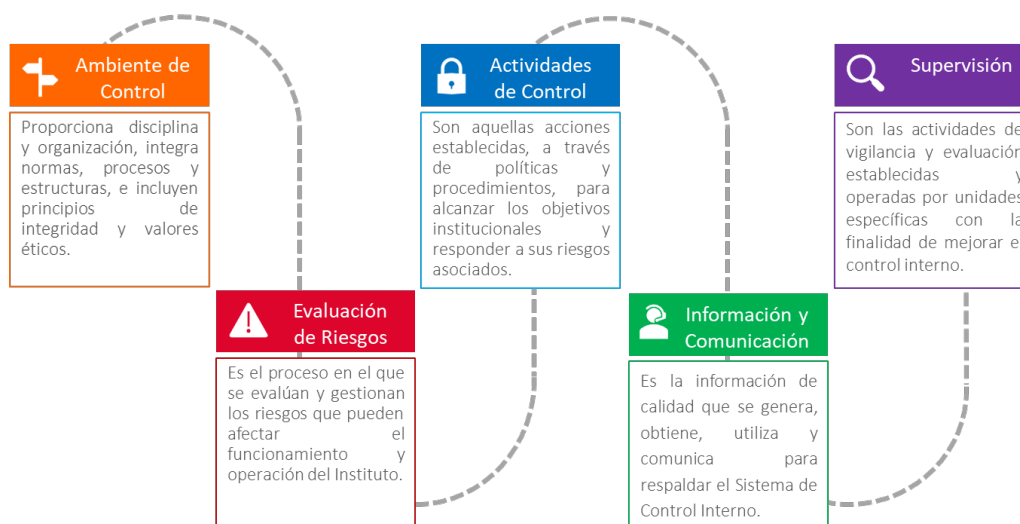 Ambiente de
Control
Proporciona disciplina
y organización, integra
normas, procesos y
estructuras, e incluyen
principios de
integridad y valores
éticos.
Evaluación
de Riesgos
Es el proceso en el que
se evalúan y gestionan
los riesgos que pueden
afectar el
funcionamiento y
operación del Instituto.
Actividades
de Control
Son aquellas acciones
establecidas, a través
de políticas y
procedimientos, para
alcanzar los objetivos
institucionales y
responder a sus riesgos
asociados.
Información y
Comunicación
Es la información de
calidad que se genera,
obtiene, utiliza y
comunica para
respaldar el Sistema de
Control Interno.
Supervisión
Son las actividades de
vigilancia y evaluación
establecidas y
operadas por unidades
específicas con la
finalidad de mejorar e
control interno.